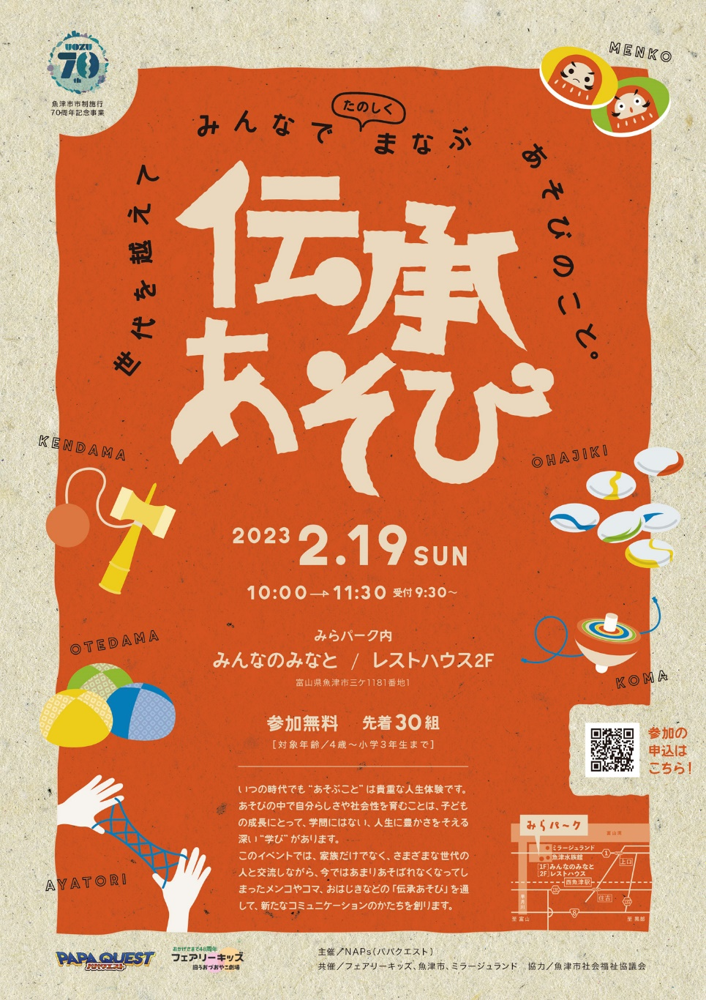 UOZU
70
th
魚津市市制施行
70周年記念事業
MENKO
世代を越えて
みんなで
たのしく
まなぶ
あそびのこと。
伝承
あそび
KENDAMA
OHAJIKI
2023 2.19 SUN
10:00→11:30 受付9:30〜
みらパーク内
みんなのみなと / レストハウス2F
富山県魚津市三ケ1181番地1
OTEDAMA
KOMA
参加無料 先着30組
[対象年齢/4歳〜小学3年生まで]
参加の
申込は
こちら!
いつの時代でも“あそぶこと”は貴重な人生体験です。
あそびの中で自分らしさや社会性を育むことは、子ども
の成長にとって、学問にはない、人生に豊かさをそえる
深い“学び”があります。
このイベントでは、家族だけでなく、さまざまな世代の
人と交流しながら、今ではあまりあそばれなくなってし
まったメンコやコマ、おはじきなどの「伝承あそび」を通
して、新たなコミュニケーションのかたちを創ります。
AYATORI
みらパーク
富山湾
ミラージュランド
魚津水族館
1F みんなのみなと
2F レストハウス
1
上口
西魚津駅
住吉
早月川
8
至 富山
至 黒部
PAPA QUEST
パパクエスト
おかげさまで48周年
フェアリーキッズ
旧うおづおやこ劇場
主催/NAPs(パパクエスト)
共催/フェアリーキッズ、魚津市、ミラージュランド 協力/魚津市社会福祉協議会